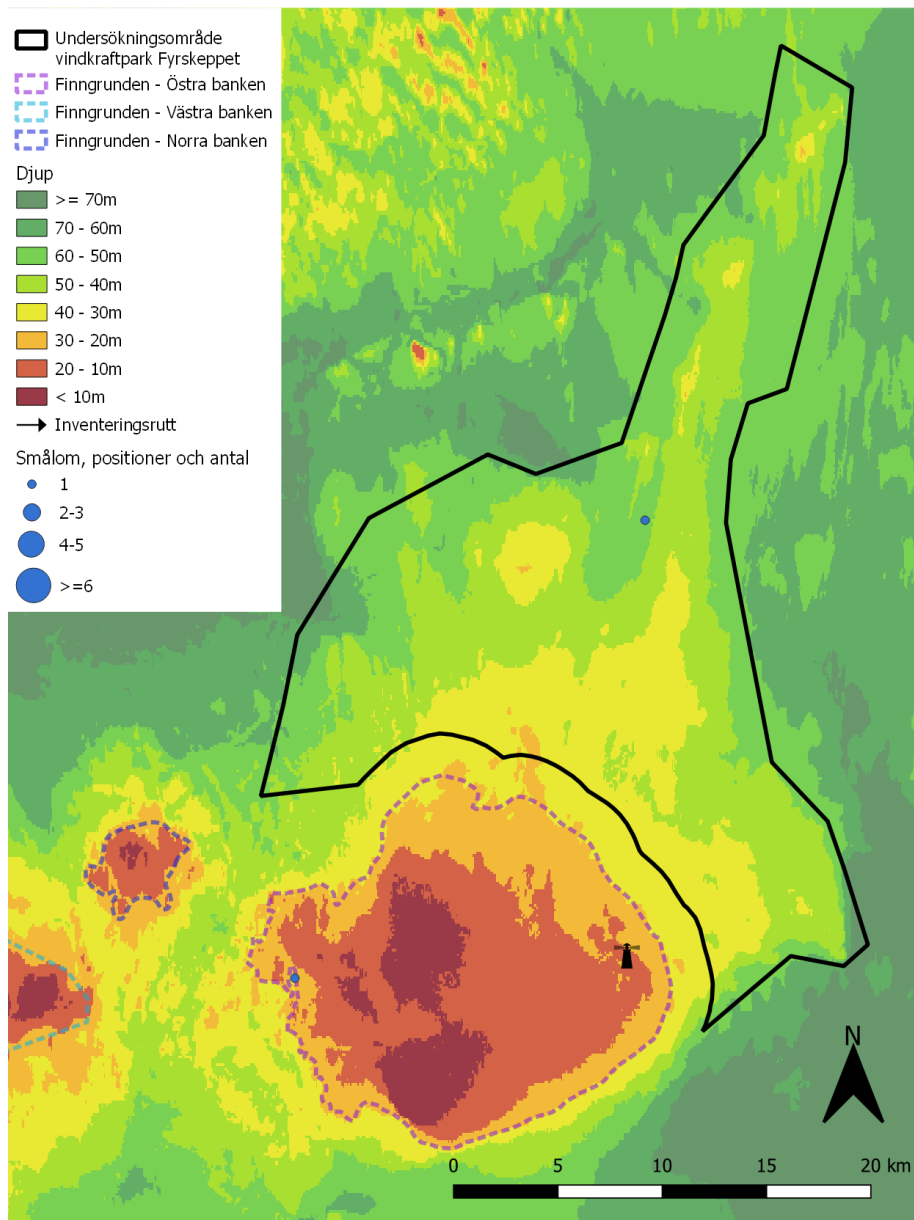 Undersökningsområde
vindkraftpark Fyrskeppet
Finngrunden - Östra banken
Finngrunden - Västra banken
Finngrunden - Norra banken
Djup
>= 70m
70 - 60m
60 - 50m
50 - 40m
40 - 30m
30 - 20m
20 - 10m
< 10m
Inventeringsrutt
Smålom, positioner och antal
1
2-3
4-5
>=6
N
0 5 10 15 20 km